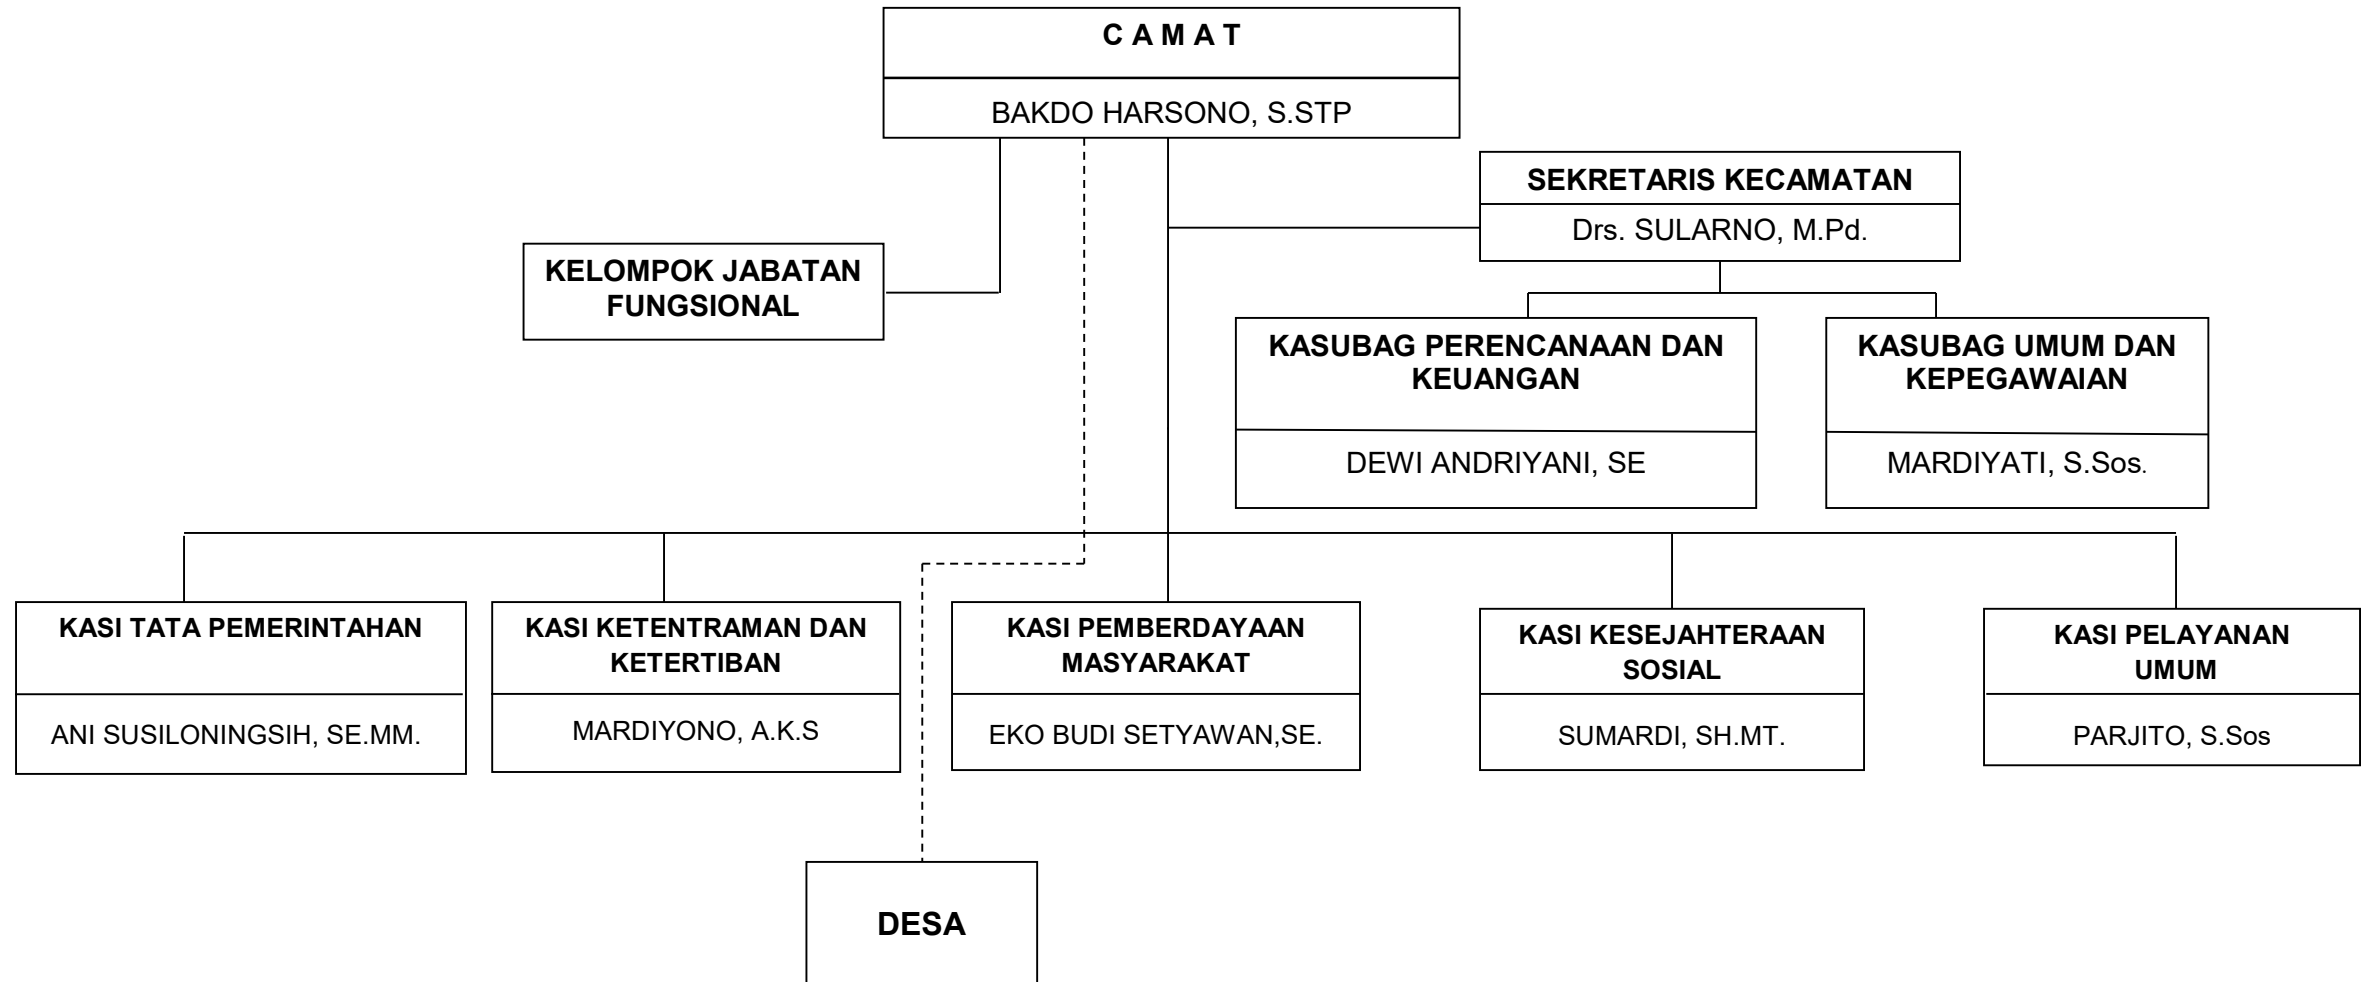 C A M A T
BAKDO HARSONO, S.STP
SEKRETARIS KECAMATAN
Drs. SULARNO, M.Pd.
KELOMPOK JABATAN
FUNGSIONAL
KASUBAG PERENCANAAN DAN
KEUANGAN
DEWI ANDRIYANI, SE
KASUBAG UMUM DAN
KEPEGAWAIAN
MARDIYATI, S.Sos.
KASI TATA PEMERINTAHAN
ANI SUSILONINGSIH, SE.MM.
KASI KETENTRAMAN DAN
KETERTIBAN
MARDIYONO, A.K.S
KASI PEMBERDAYAAN
MASYARAKAT
EKO BUDI SETYAWAN,SE.
KASI KESEJAHTERAAN
SOSIAL
SUMARDI, SH.MT.
KASI PELAYANAN
UMUM
PARJITO, S.Sos
DESA